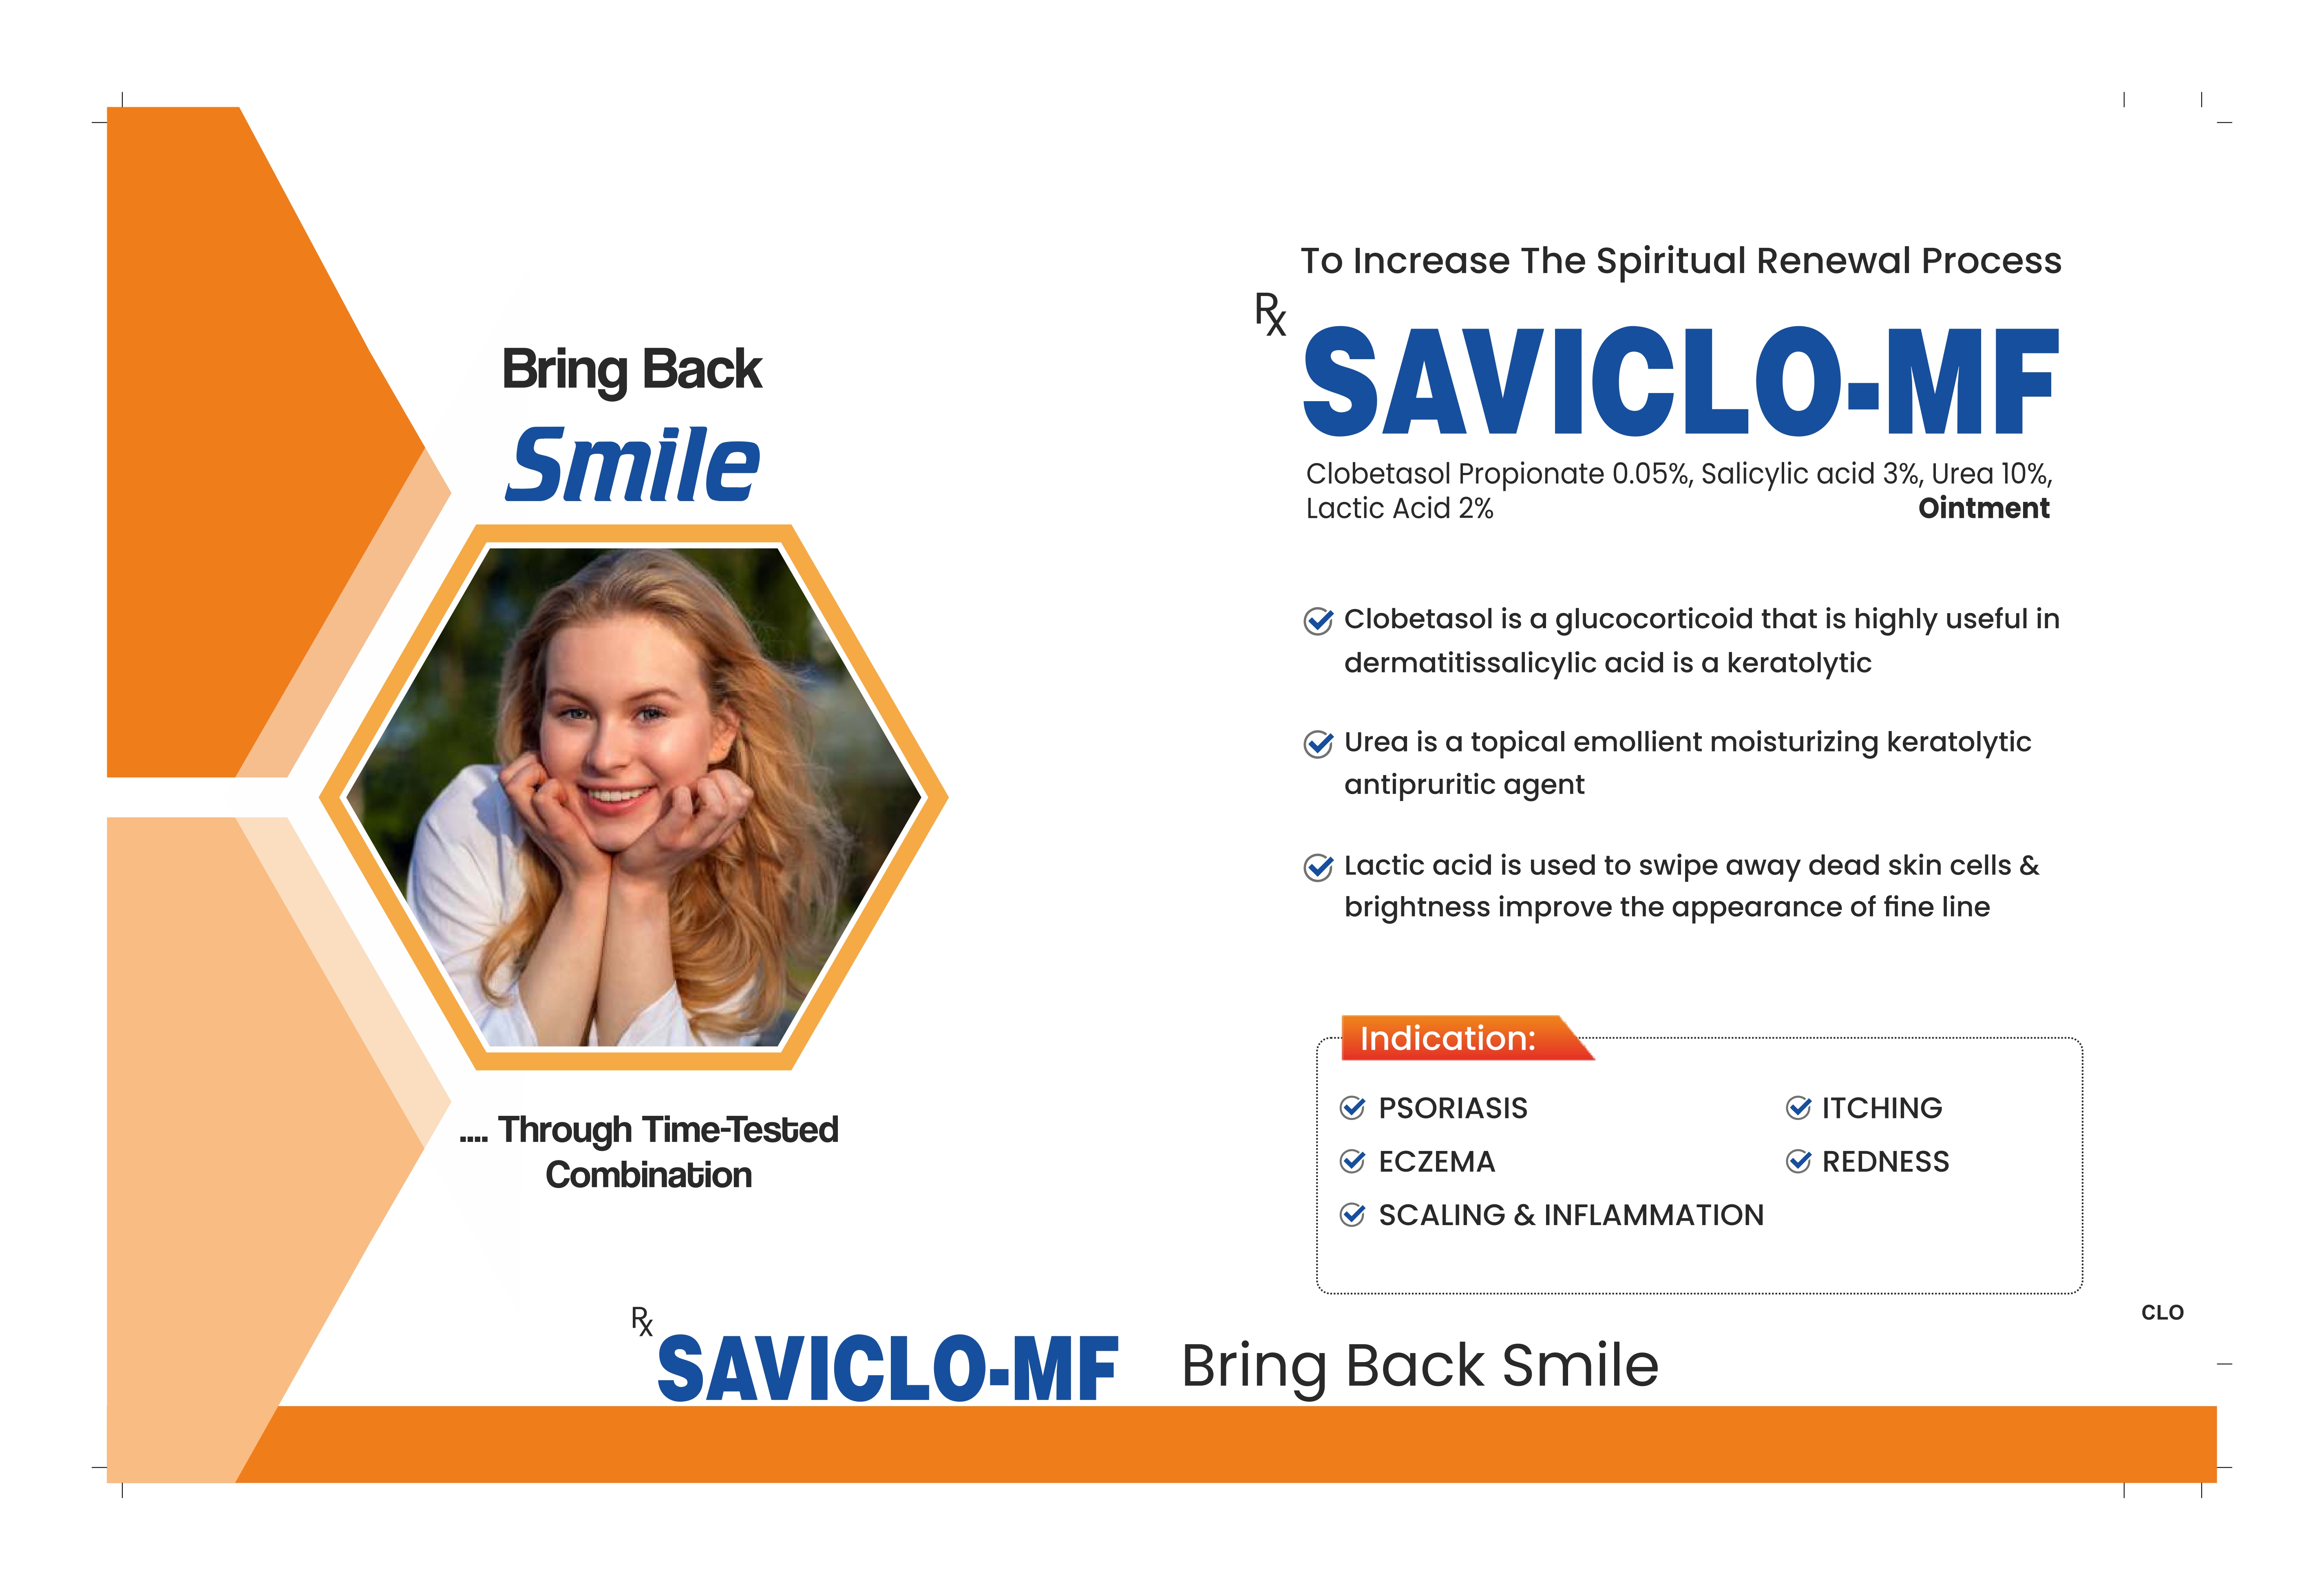 Bring Back
Smile
.... Through Time-Tested
Combination
To Increase The Spiritual Renewal Process
Rx
SAVICLO-MF
Clobetasol Propionate 0.05%, Salicylic acid 3%, Urea 10%,
Lactic Acid 2% Ointment
Clobetasol is a glucocorticoid that is highly useful in
dermatitissalicylic acid is a keratolytic
Urea is a topical emollient moisturizing keratolytic
antipruritic agent
Lactic acid is used to swipe away dead skin cells &
brightness improve the appearance of fine line
Indication:
PSORIASIS
ECZEMA
SCALING & INFLAMMATION
ITCHING
REDNESS
CLO
Rx
SAVICLO-MF Bring Back Smile